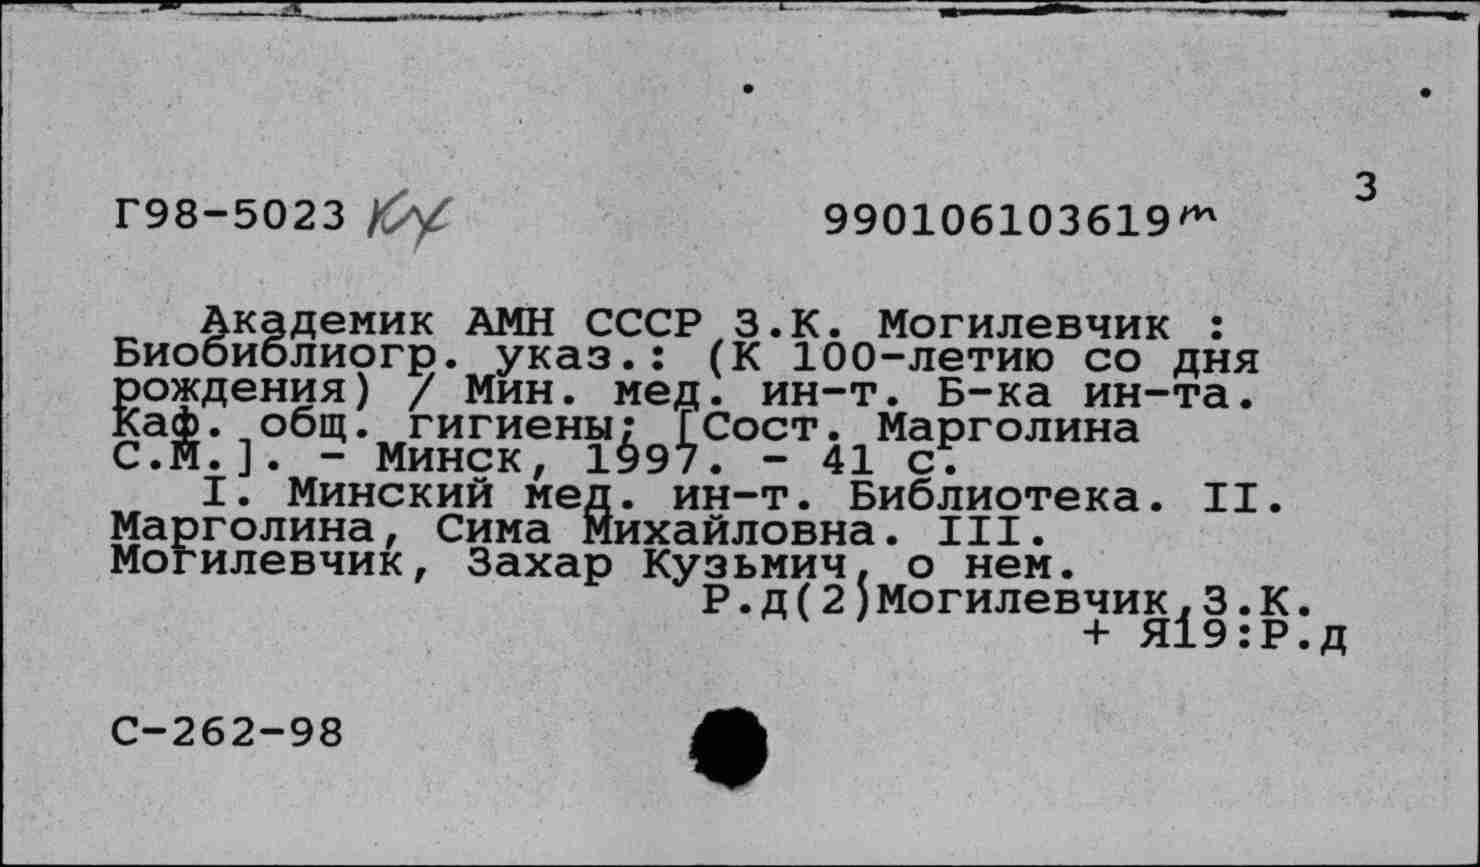 3
Г98-5023 990106103619m
Академик АМН СССР З.К. Могилевчик :
Биобиблиогр. указ.: (К 100-летию со дня
рождения) / Мин. мед. ин-т. Б-ка ин-та.
Каф. общ. гигиены; [Сост. Марголина
С.М.]. - Минск, 1997. - 41 с.
I. Минский мед. ин-т. Библиотека. II.
Марголина, Сима Михайловна. III.
Могилевчик, Захар Кузьмич, о нем.
Р.д(2)Могилевчик,З.К.
+ Я19:Р.д
С-262-98